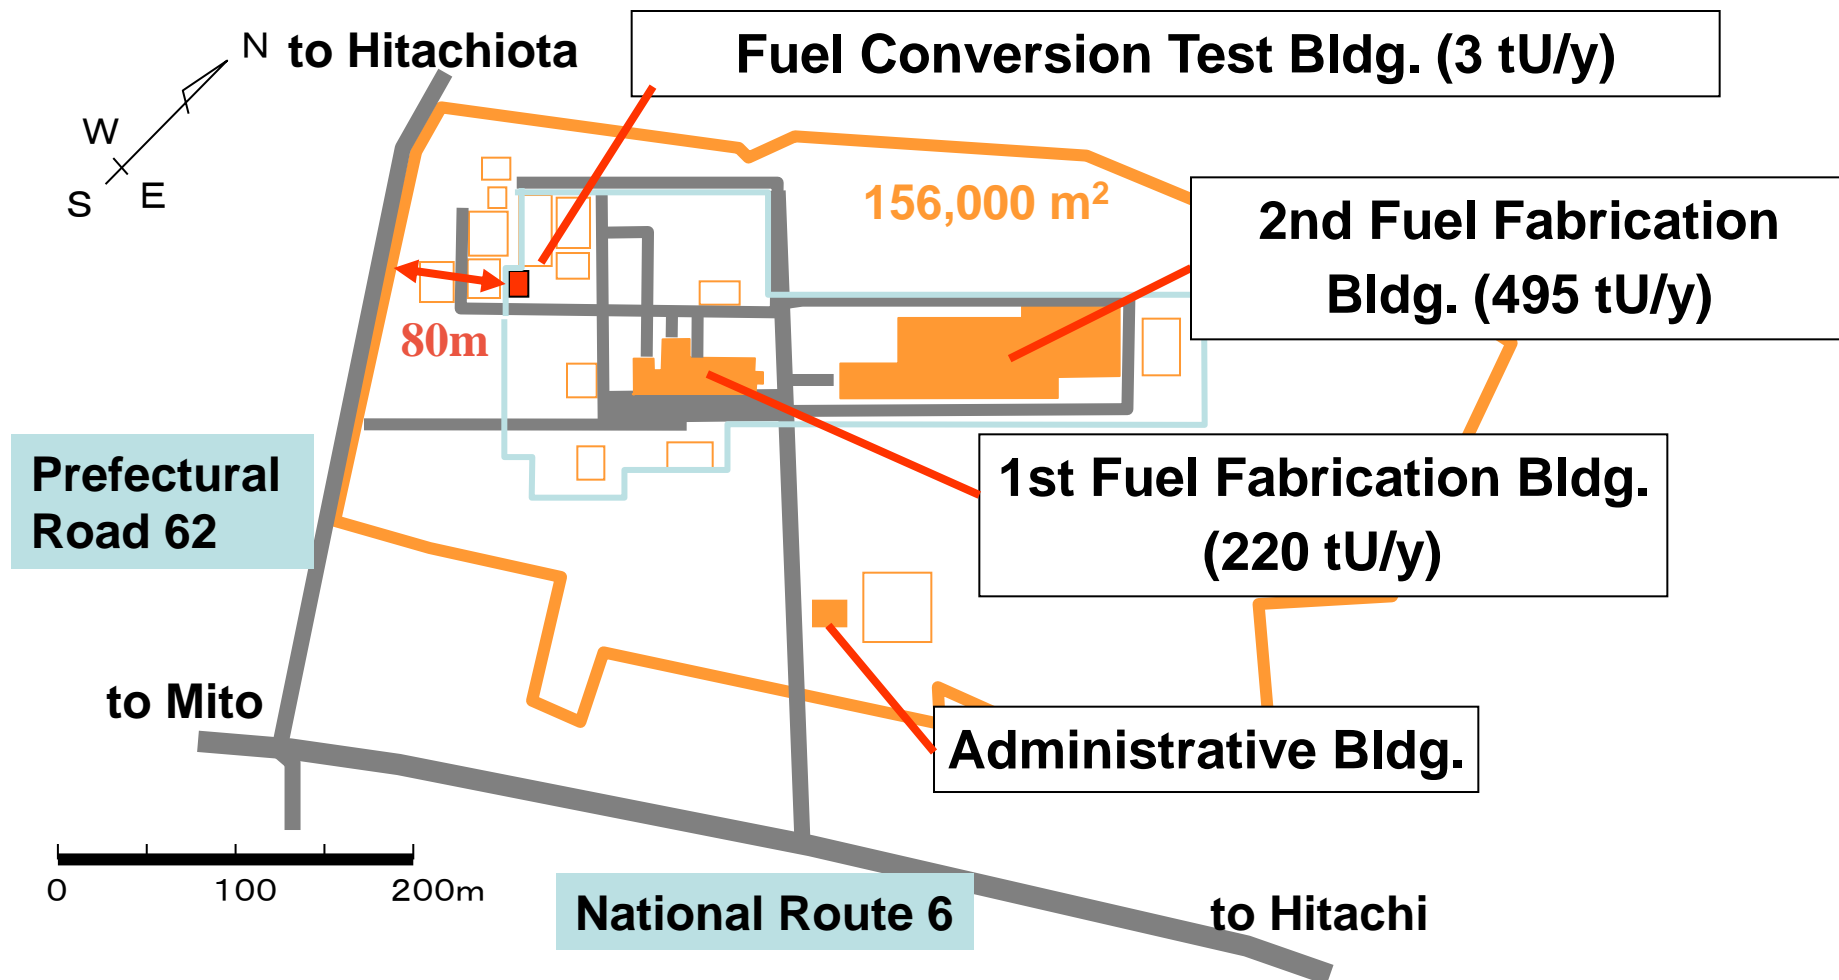 N to Hitachiota
Fuel Conversion Test Bldg. (3 tU/y)
W
S E
156,000 m²
2nd Fuel Fabrication
Bldg. (495 tU/y)
80m
1st Fuel Fabrication Bldg.
(220 tU/y)
Prefectural
Road 62
to Mito
Administrative Bldg.
0 100 200m
National Route 6
to Hitachi